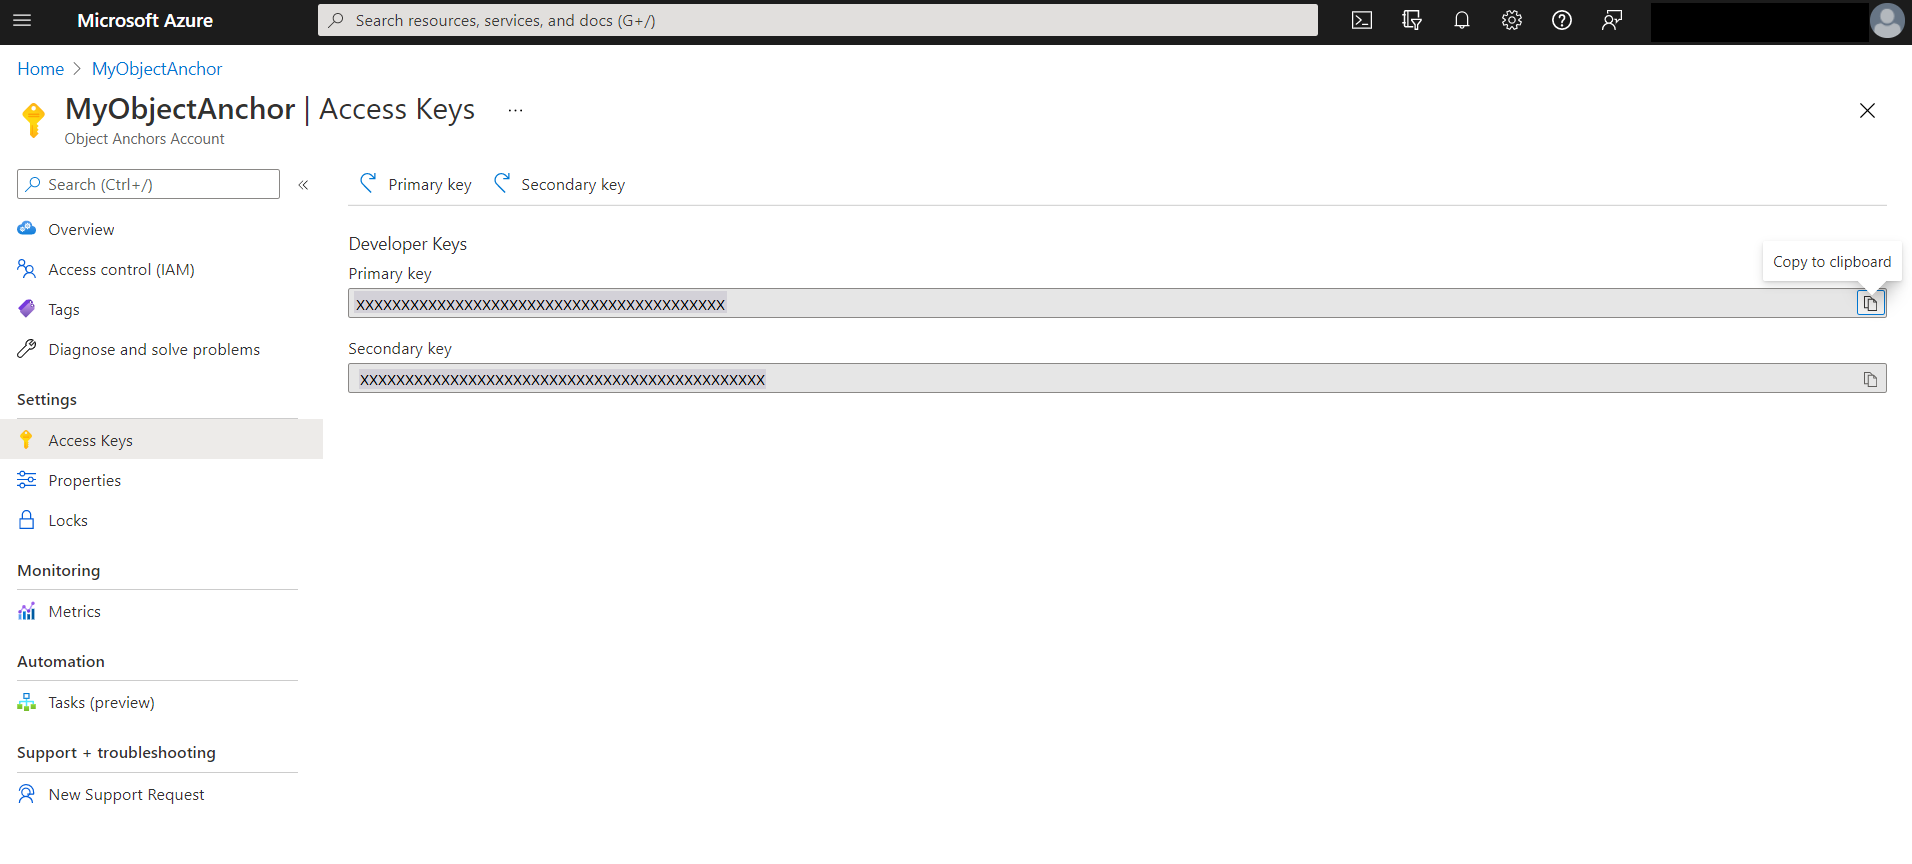 Microsoft Azure
Search resources, services, and docs (G+/)
Home > MyObjectAnchor
MyObjectAnchor | Access Keys ...
Object Anchors Account
Search (Ctrl+/)
«
Primary key
Secondary key
Overview
Access control (IAM)
Tags
Diagnose and solve problems
Settings
Access Keys
Properties
Locks
Monitoring
Metrics
Automation
Tasks (preview)
Support + troubleshooting
New Support Request
Developer Keys
Primary key
Copy to clipboard
xxxxxxxxxxxxxxxxxxxxxxxxxxxxxxxxxxxxxxxxx
Secondary key
xxxxxxxxxxxxxxxxxxxxxxxxxxxxxxxxxxxxxxxxxxxxx